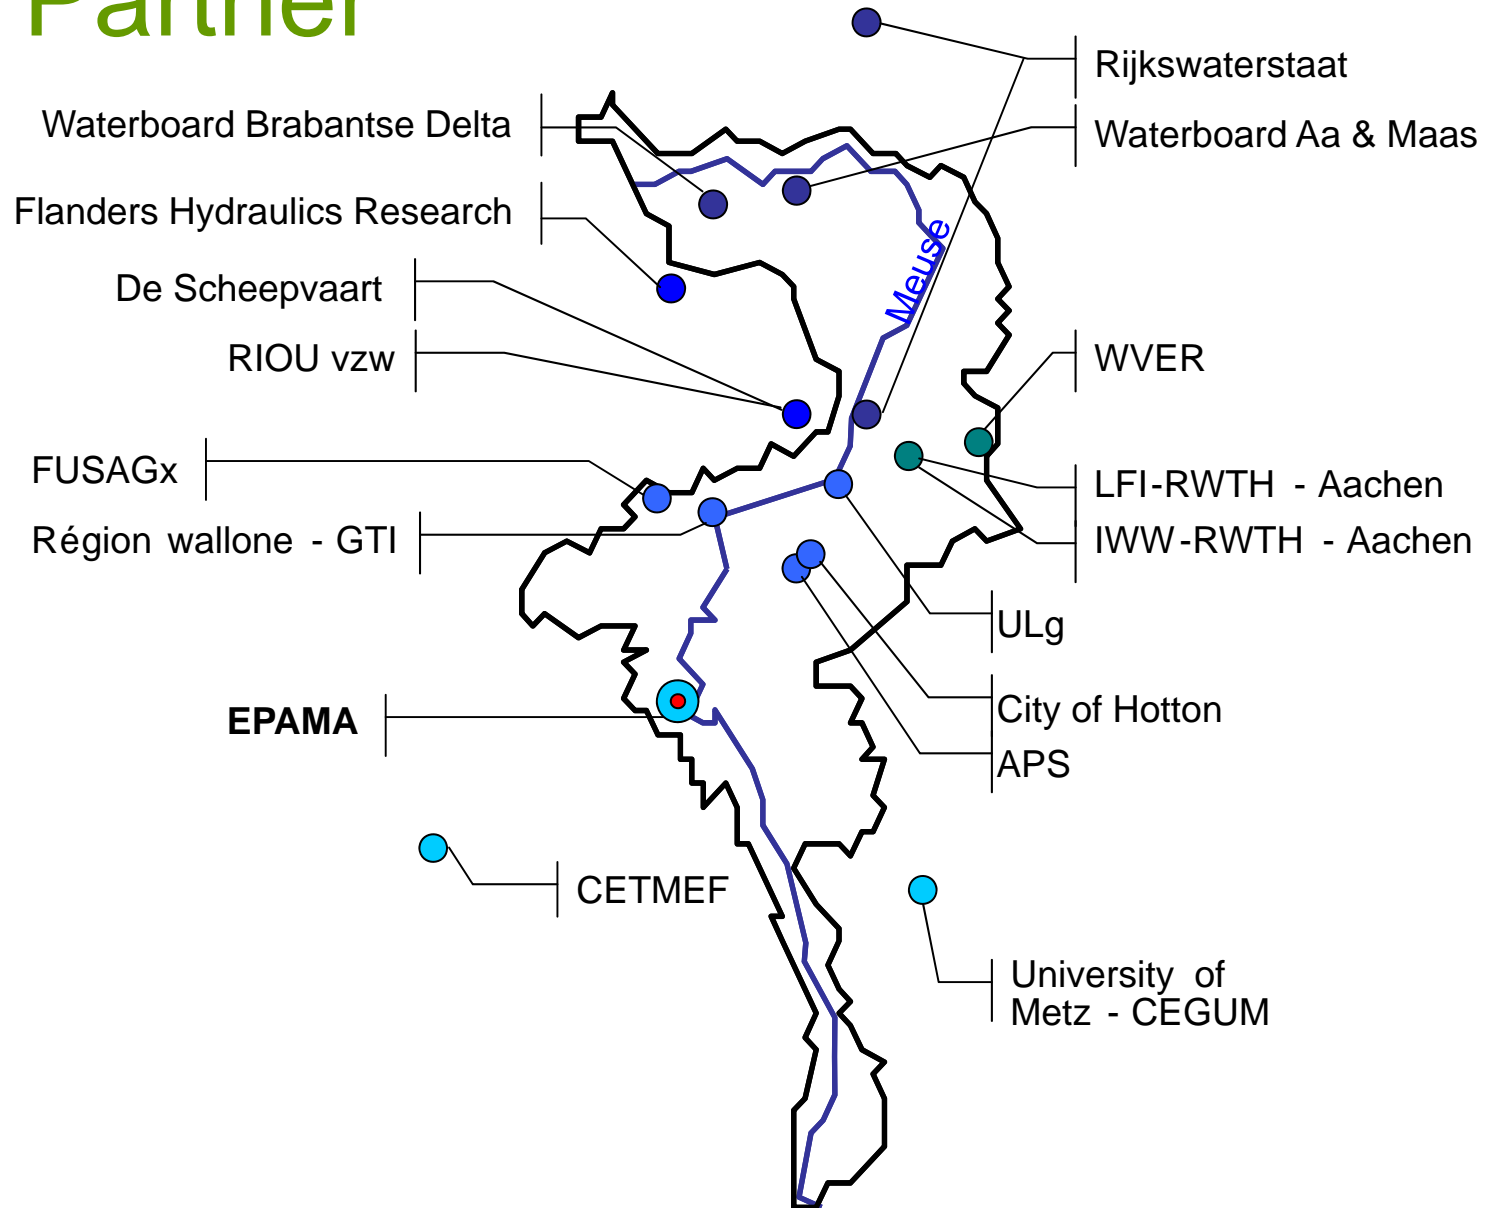 Partner
Rijkswaterstaat
Waterboard Brabantse Delta
Waterboard Aa & Maas
Flanders Hydraulics Research
Meuse
De Scheepvaart
RIOU vzw
WVER
FUSAGx
LFI-RWTH - Aachen
Région wallone - GTI
IWW-RWTH - Aachen
ULg
City of Hotton
EPAMA
APS
CETMEF
University of
Metz - CEGUM